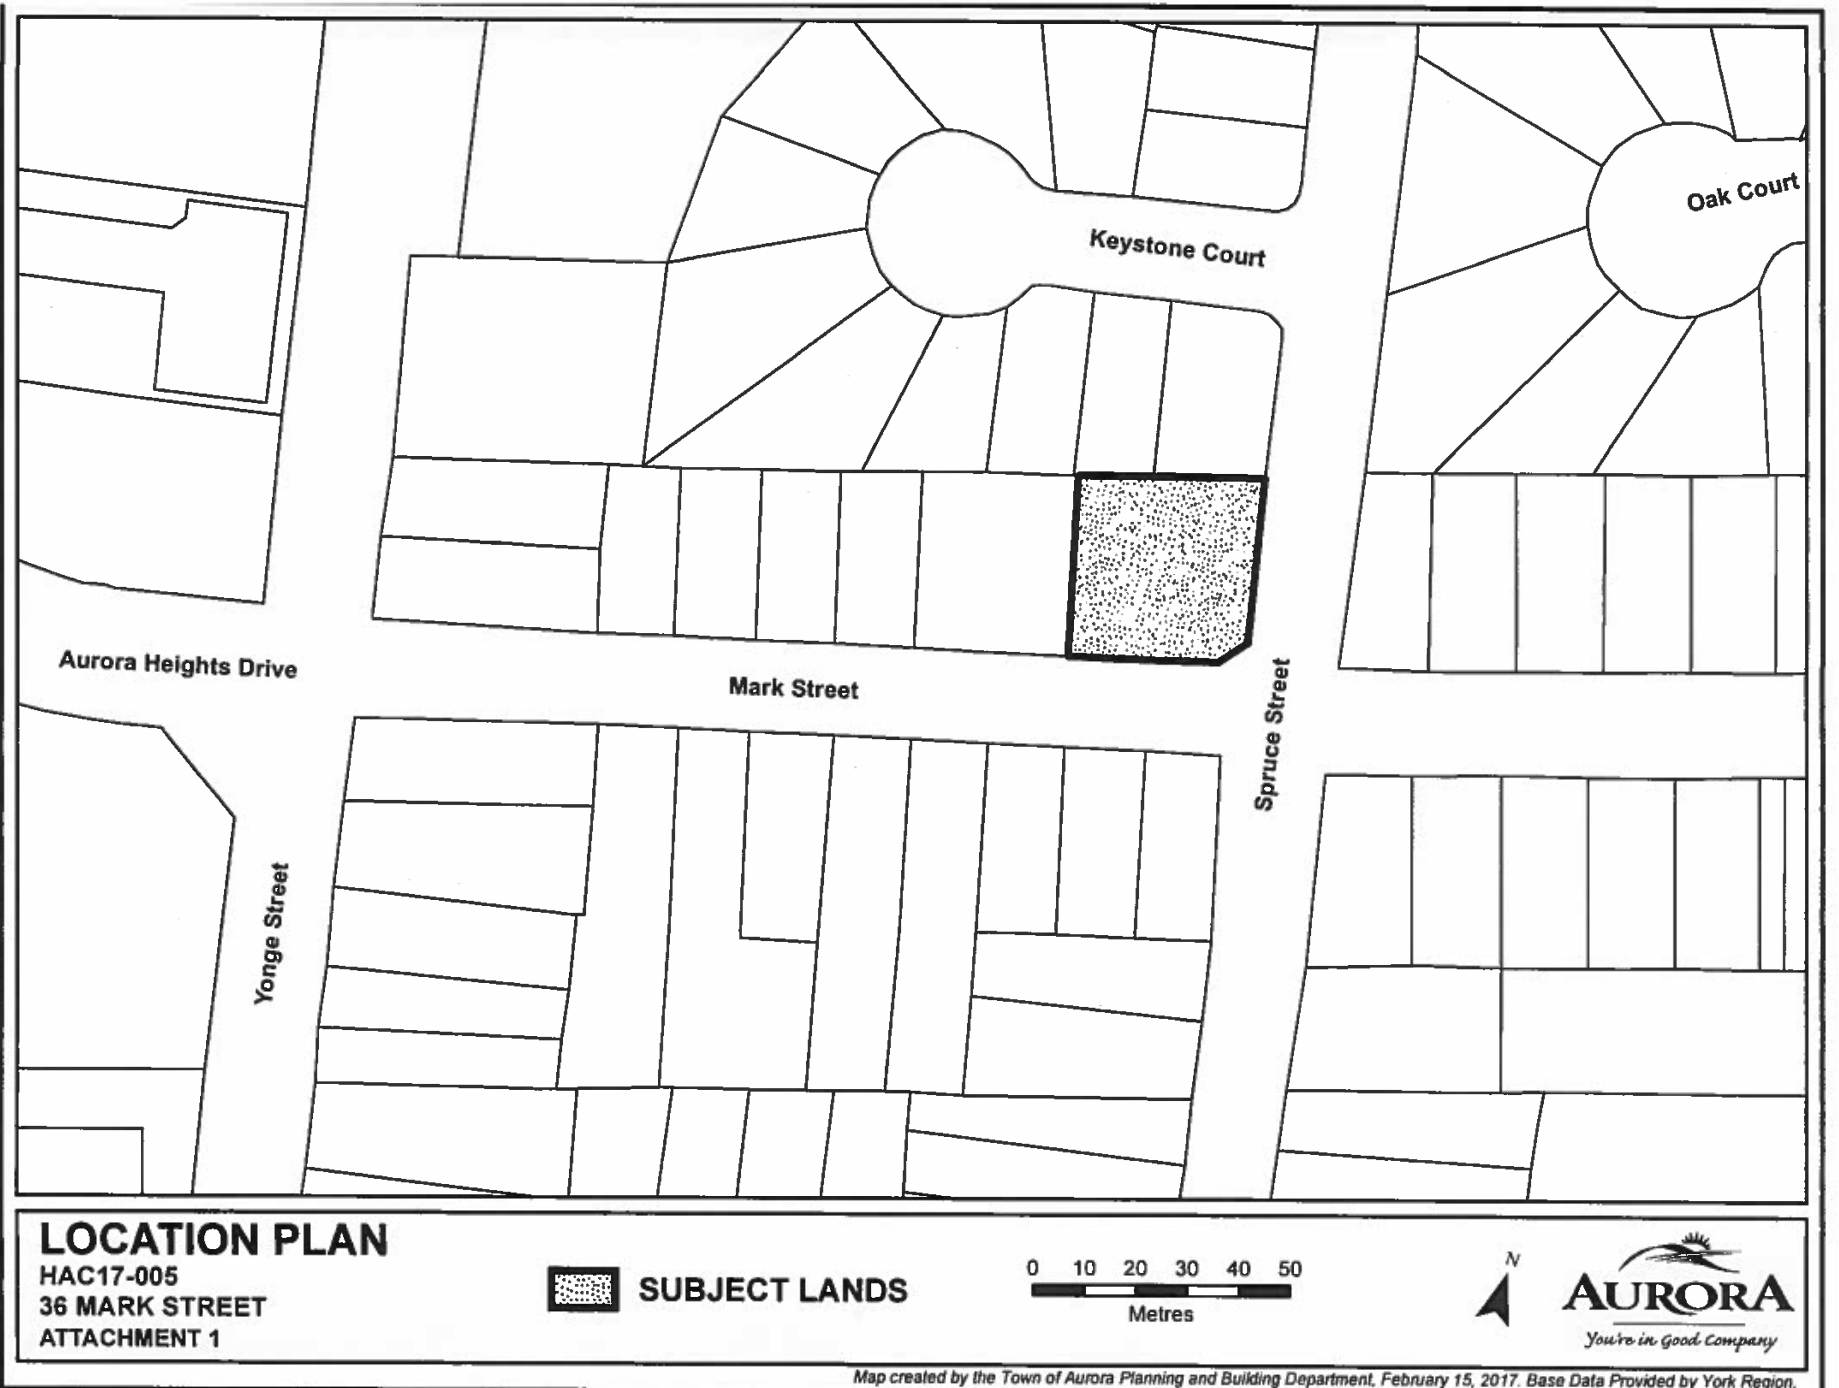 Oak Court
Keystone Court
Aurora Heights Drive
Mark Street
Spruce Street
Yonge Street
LOCATION PLAN
HAC17-005
36 MARK STREET
ATTACHMENT 1
SUBJECT LANDS
0 10 20 30 40 50
Metres
N
AURORA
You're in Good Company
Map created by the Town of Aurora Planning and Building Department, February 15, 2017. Base Data Provided by York Region.